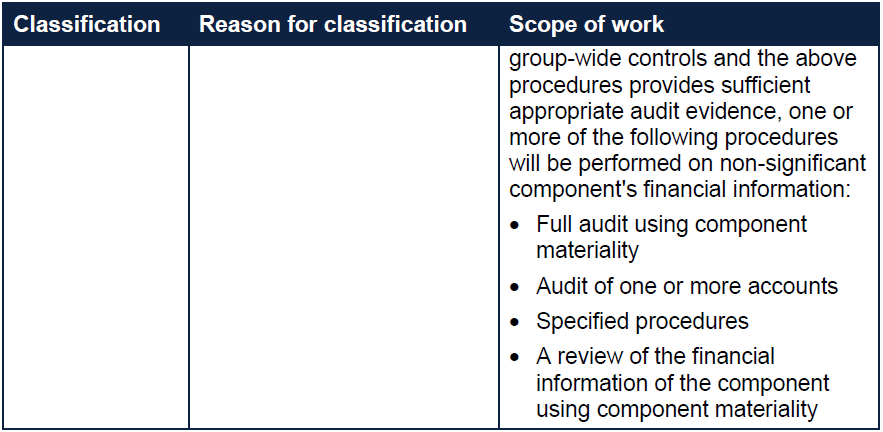 Classification Reason for classification Scope of work
group-wide controls and the above
procedures provides sufficient
appropriate audit evidence, one or
more of the following procedures
will be performed on non-significant
component's financial information:
• Full audit using component
materiality
• Audit of one or more accounts
• Specified procedures
• A review of the financial
information of the component
using component materiality